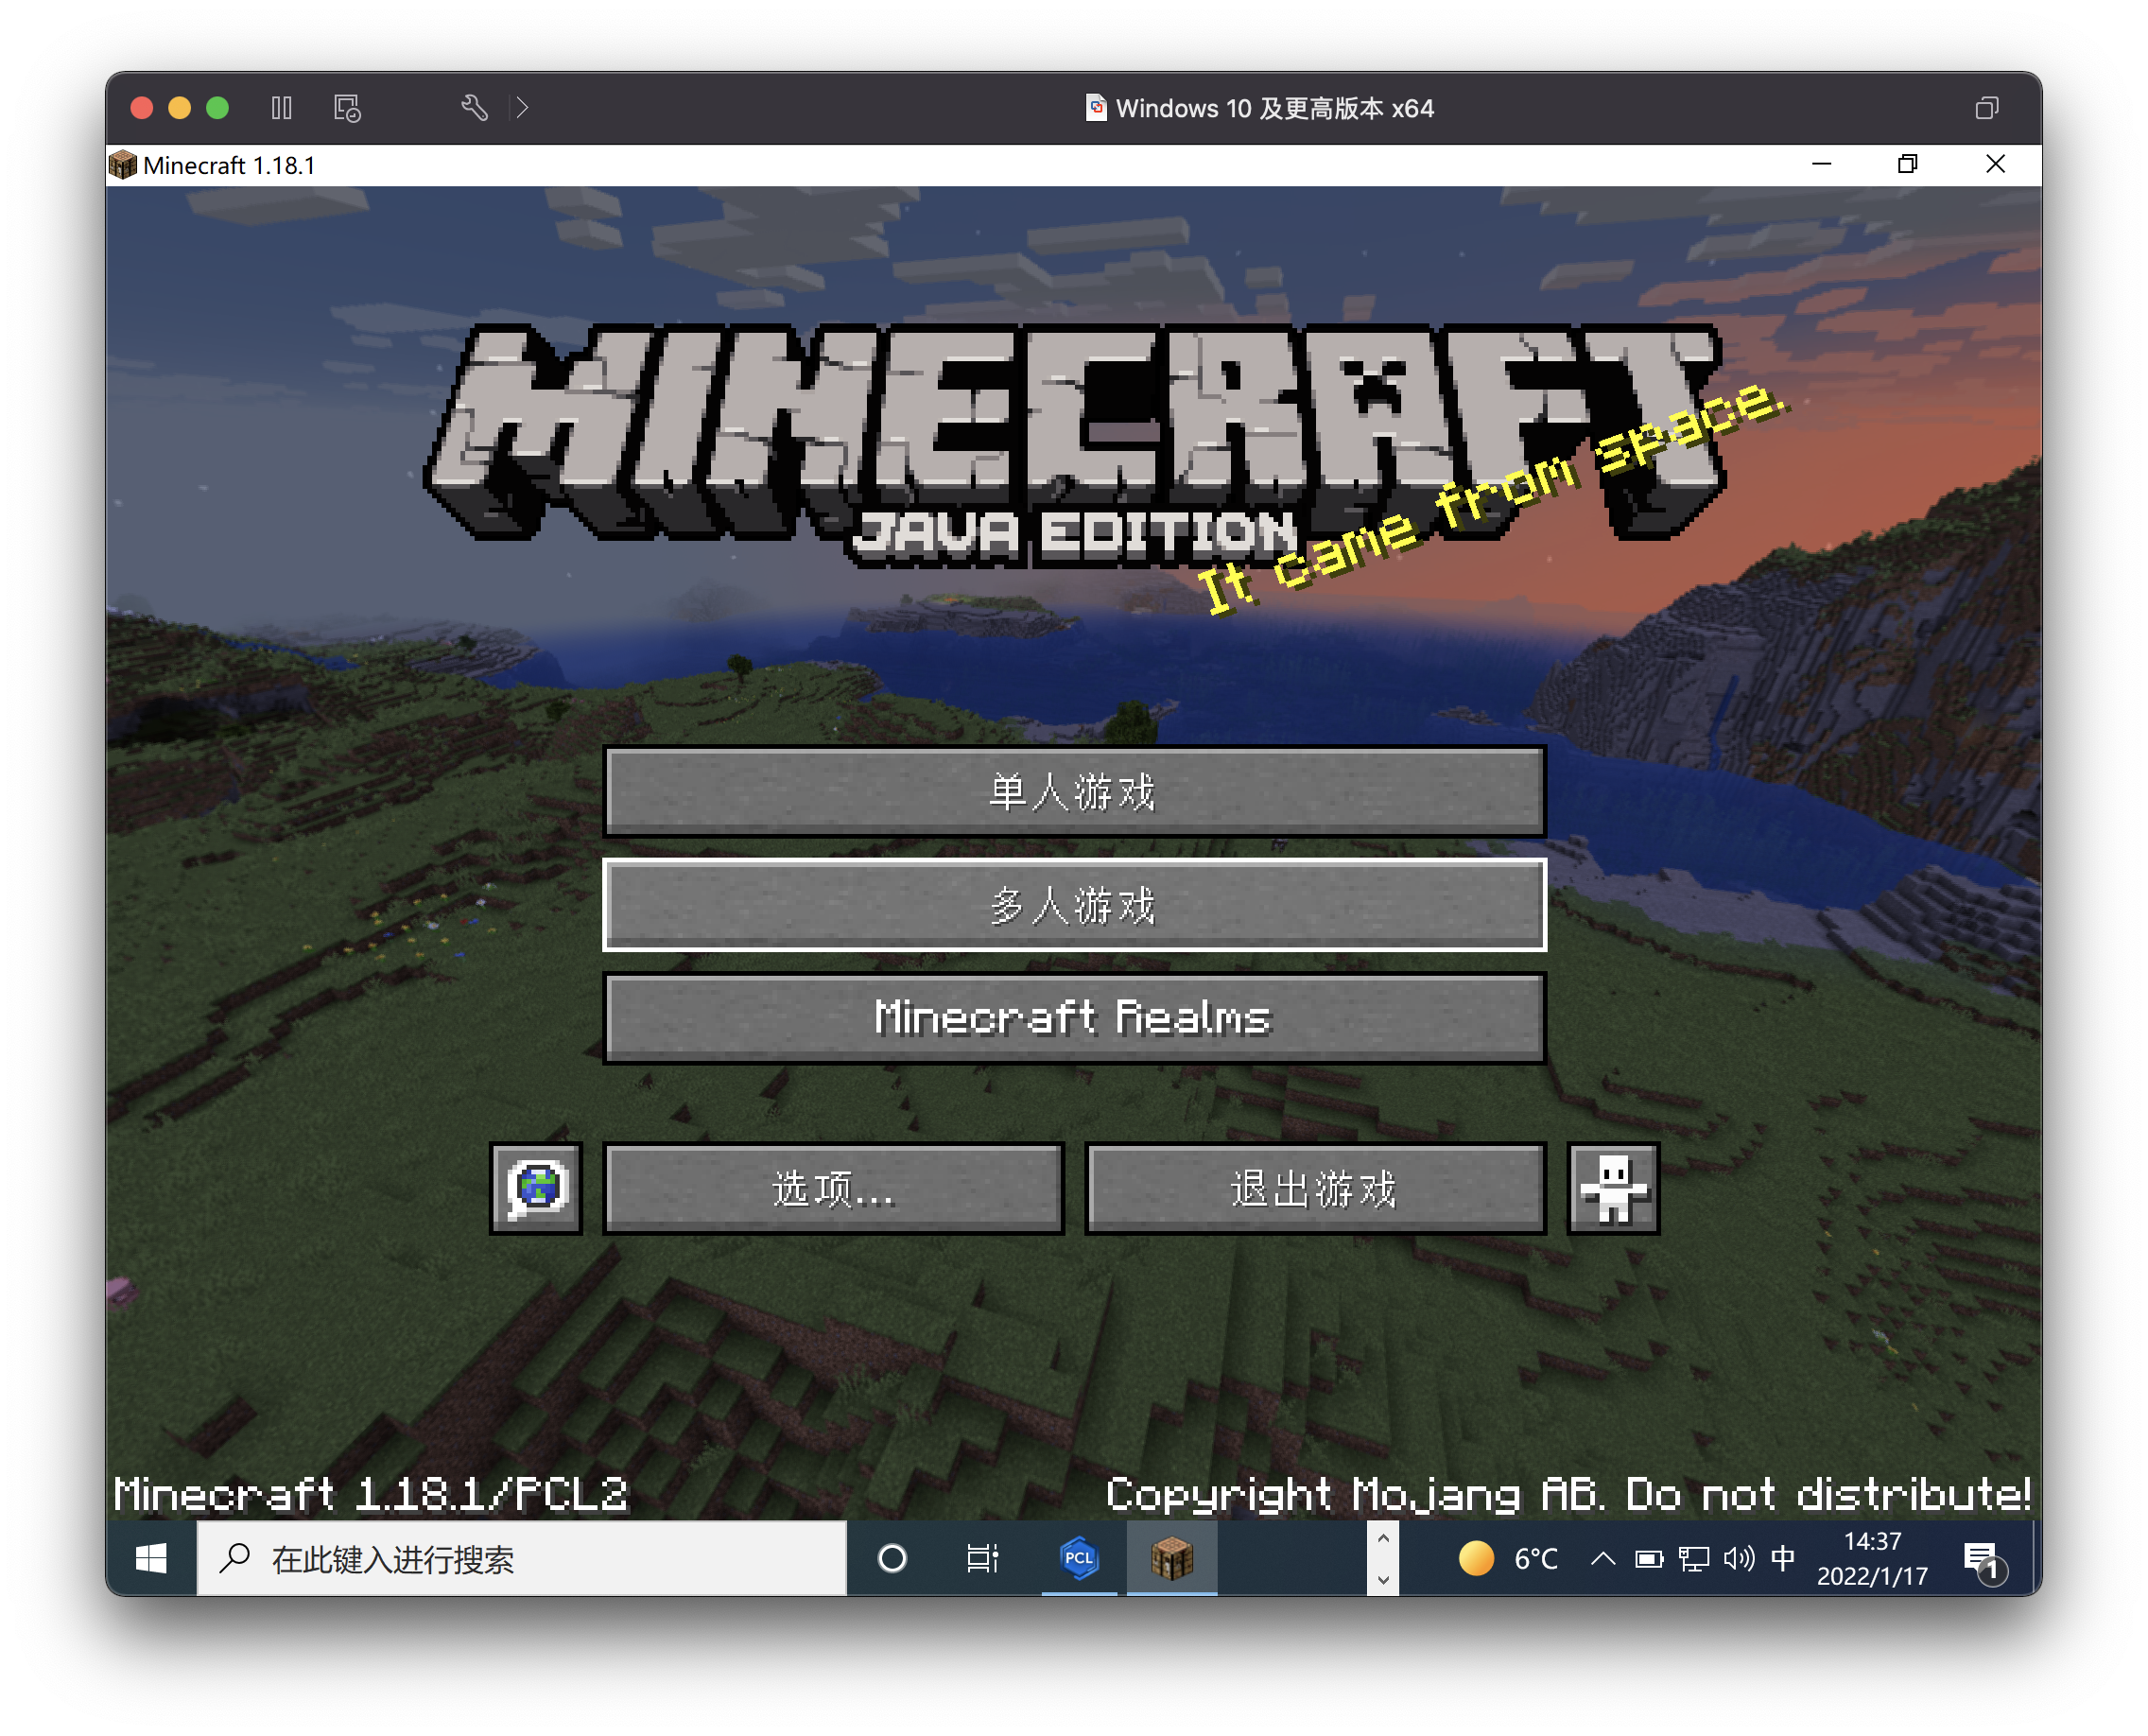 Windows 10 及更高版本 x64
Minecraft 1.18.1
MINECRAFT
JAVA EDITION
It came from space.
单人游戏
多人游戏
Minecraft Realms
选项...
退出游戏
Minecraft 1.18.1/PCL2
Copyright Mojang AB. Do not distribute!
在此键入进行搜索
PCL
6°C
中
14:37
2022/1/17
1